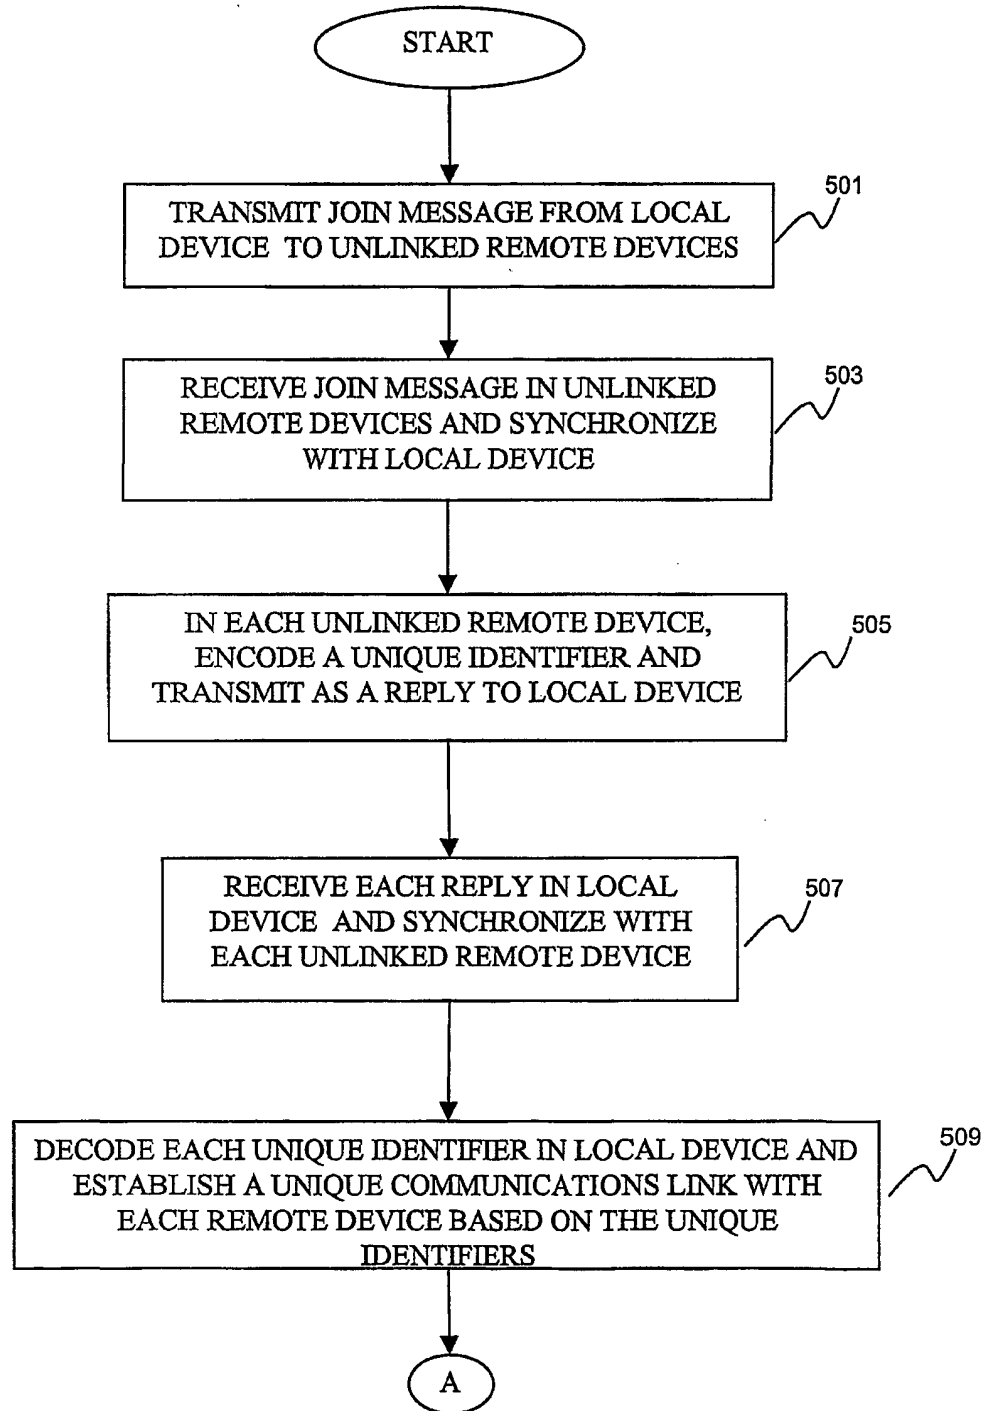 START
501
TRANSMIT JOIN MESSAGE FROM LOCAL
DEVICE TO UNLINKED REMOTE DEVICES
503
RECEIVE JOIN MESSAGE IN UNLINKED
REMOTE DEVICES AND SYNCHRONIZE
WITH LOCAL DEVICE
505
IN EACH UNLINKED REMOTE DEVICE,
ENCODE A UNIQUE IDENTIFIER AND
TRANSMIT AS A REPLY TO LOCAL DEVICE
507
RECEIVE EACH REPLY IN LOCAL
DEVICE AND SYNCHRONIZE WITH
EACH UNLINKED REMOTE DEVICE
509
DECODE EACH UNIQUE IDENTIFIER IN LOCAL DEVICE AND
ESTABLISH A UNIQUE COMMUNICATIONS LINK WITH
EACH REMOTE DEVICE BASED ON THE UNIQUE
IDENTIFIERS
A